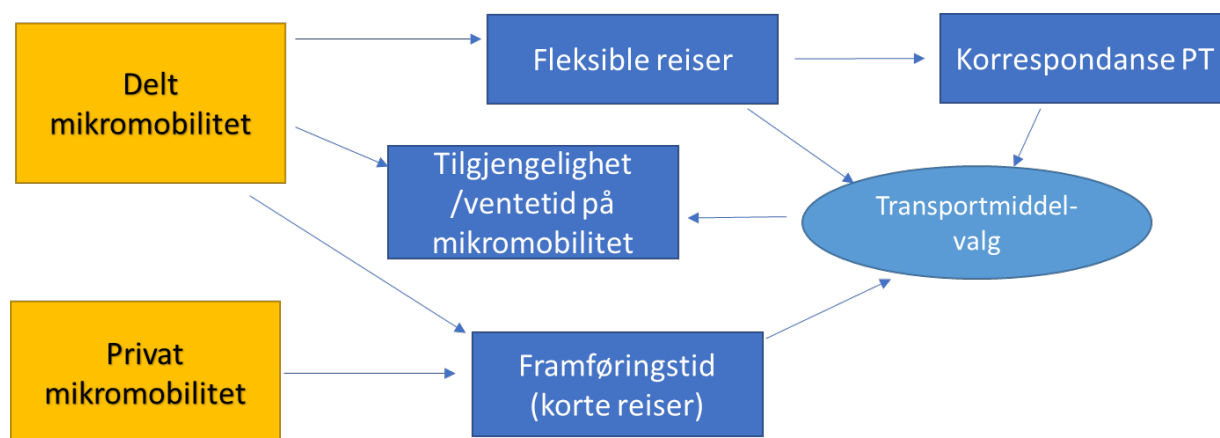 Delt
mikromobilitet
Fleksible reiser
Korrespondanse PT
Tilgjengelighet
/ventetid på
mikromobilitet
Transportmiddel-
valg
Privat
mikromobilitet
Framføringstid
(korte reiser)